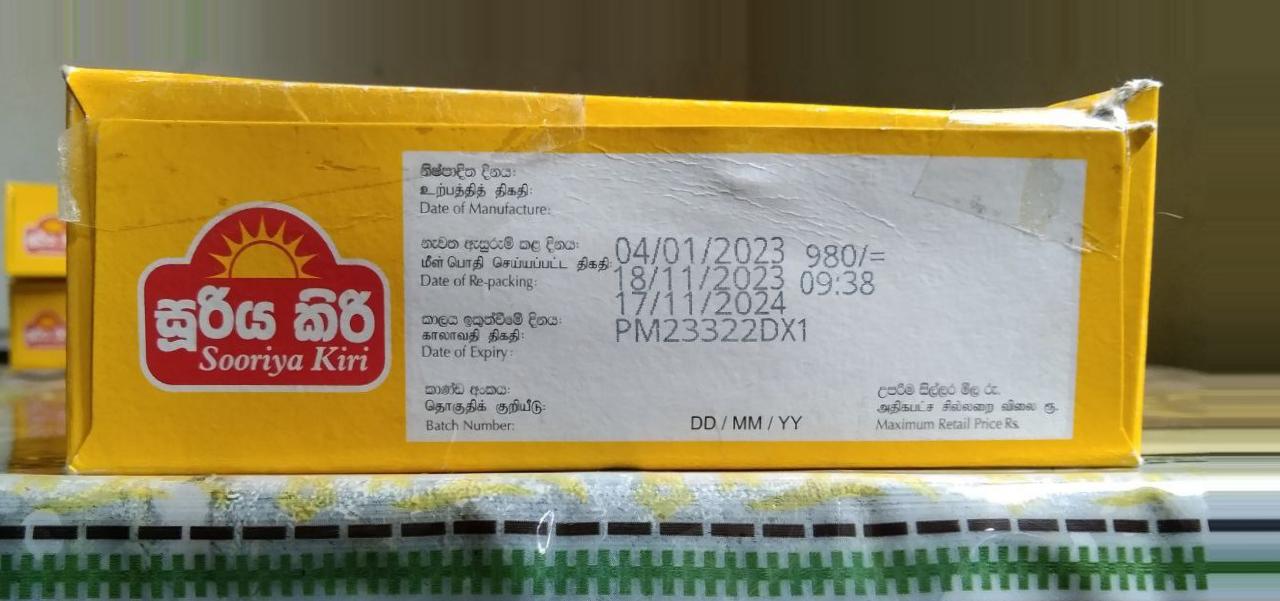 සූරිය කිරි
Sooriya Kiri
නිෂ්පාදිත දිනය:
உற்பத்தித் திகதி:
Date of Manufacture:
නැවත ඇසුරුම් කළ දිනය:
மீள் பொதி செய்யப்பட்ட திகதி:
Date of Re-packing:
04/01/2023 980/=
18/11/2023 09:38
17/11/2024
PM23322DX1
කාලය ඉකුත්වීමේ දිනය:
காலாவதி திகதி:
Date of Expiry:
කාණ්ඩ අංකය:
தொகுதிக் குறியீடு:
Batch Number:
DD / MM / YY
උපරිම සිල්ලර මිල රු.
அதிகபட்ச சில்லறை விலை ரூ.
Maximum Retail Price Rs.